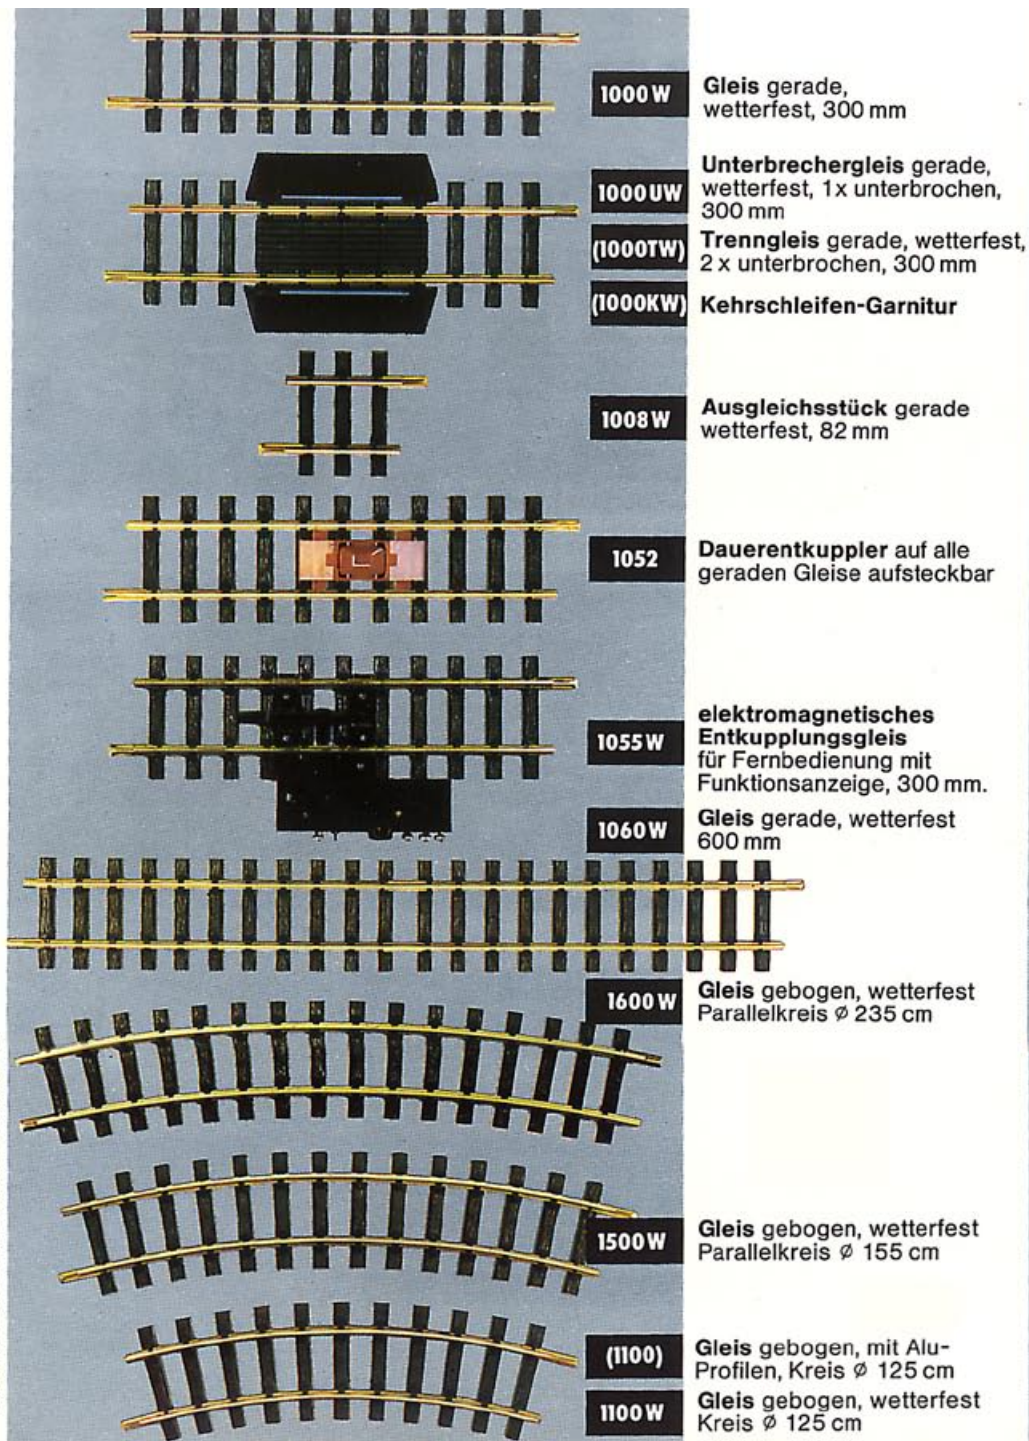 1000 W
Gleis gerade,
wetterfest, 300 mm
1000 UW
Unterbrechergleis gerade,
wetterfest, 1x unterbrochen,
300 mm
(1000TW)
Trenngleis gerade, wetterfest,
2 x unterbrochen, 300 mm
(1000KW)
Kehrschleifen-Garnitur
1008 W
Ausgleichsstück gerade
wetterfest, 82 mm
1052
Dauerentkuppler auf alle
geraden Gleise aufsteckbar
1055 W
elektromagnetisches
Entkupplungsgleis
für Fernbedienung mit
Funktionsanzeige, 300 mm.
1060 W
Gleis gerade, wetterfest
600 mm
1600 W
Gleis gebogen, wetterfest
Parallelkreis ∅ 235 cm
1500 W
Gleis gebogen, wetterfest
Parallelkreis ∅ 155 cm
(1100)
Gleis gebogen, mit Alu-
Profilen, Kreis ∅ 125 cm
1100 W
Gleis gebogen, wetterfest
Kreis ∅ 125 cm